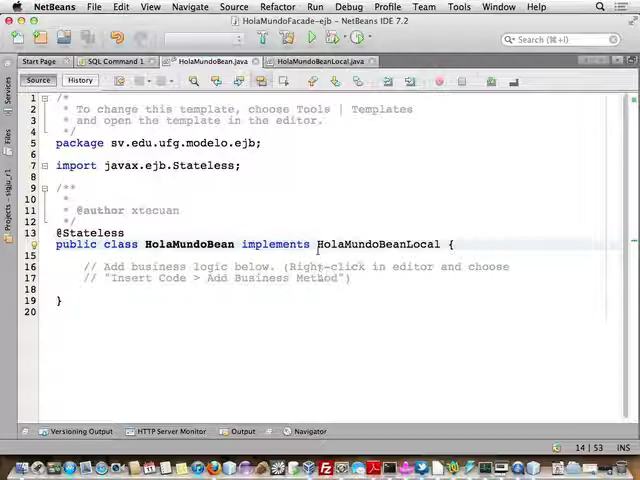 NetBeans File Edit View Navigate Source Refactor Run Debug Profile Team Tools Window Help
HolaMundoFacade-ejb - NetBeans IDE 7.2
Search (⌘+I)
Start Page SQL Command 1 HolaMundoBean.java HolaMundoBeanLocal.java
Source History
Services
Files
Projects - sigju_r1
1 /*
2 * To change this template, choose Tools | Templates
3 * and open the template in the editor.
4 */
5 package sv.edu.ufg.modelo.ejb;
6
7 import javax.ejb.Stateless;
8
9 /**
10 *
11 * @author xtecuan
12 */
13 @Stateless
public class HolaMundoBean implements HolaMundoBeanLocal {
15
16 // Add business logic below. (Right-click in editor and choose
17 // "Insert Code > Add Business Method")
18
19 }
20
Versioning Output HTTP Server Monitor Output Navigator
14 | 53 INS